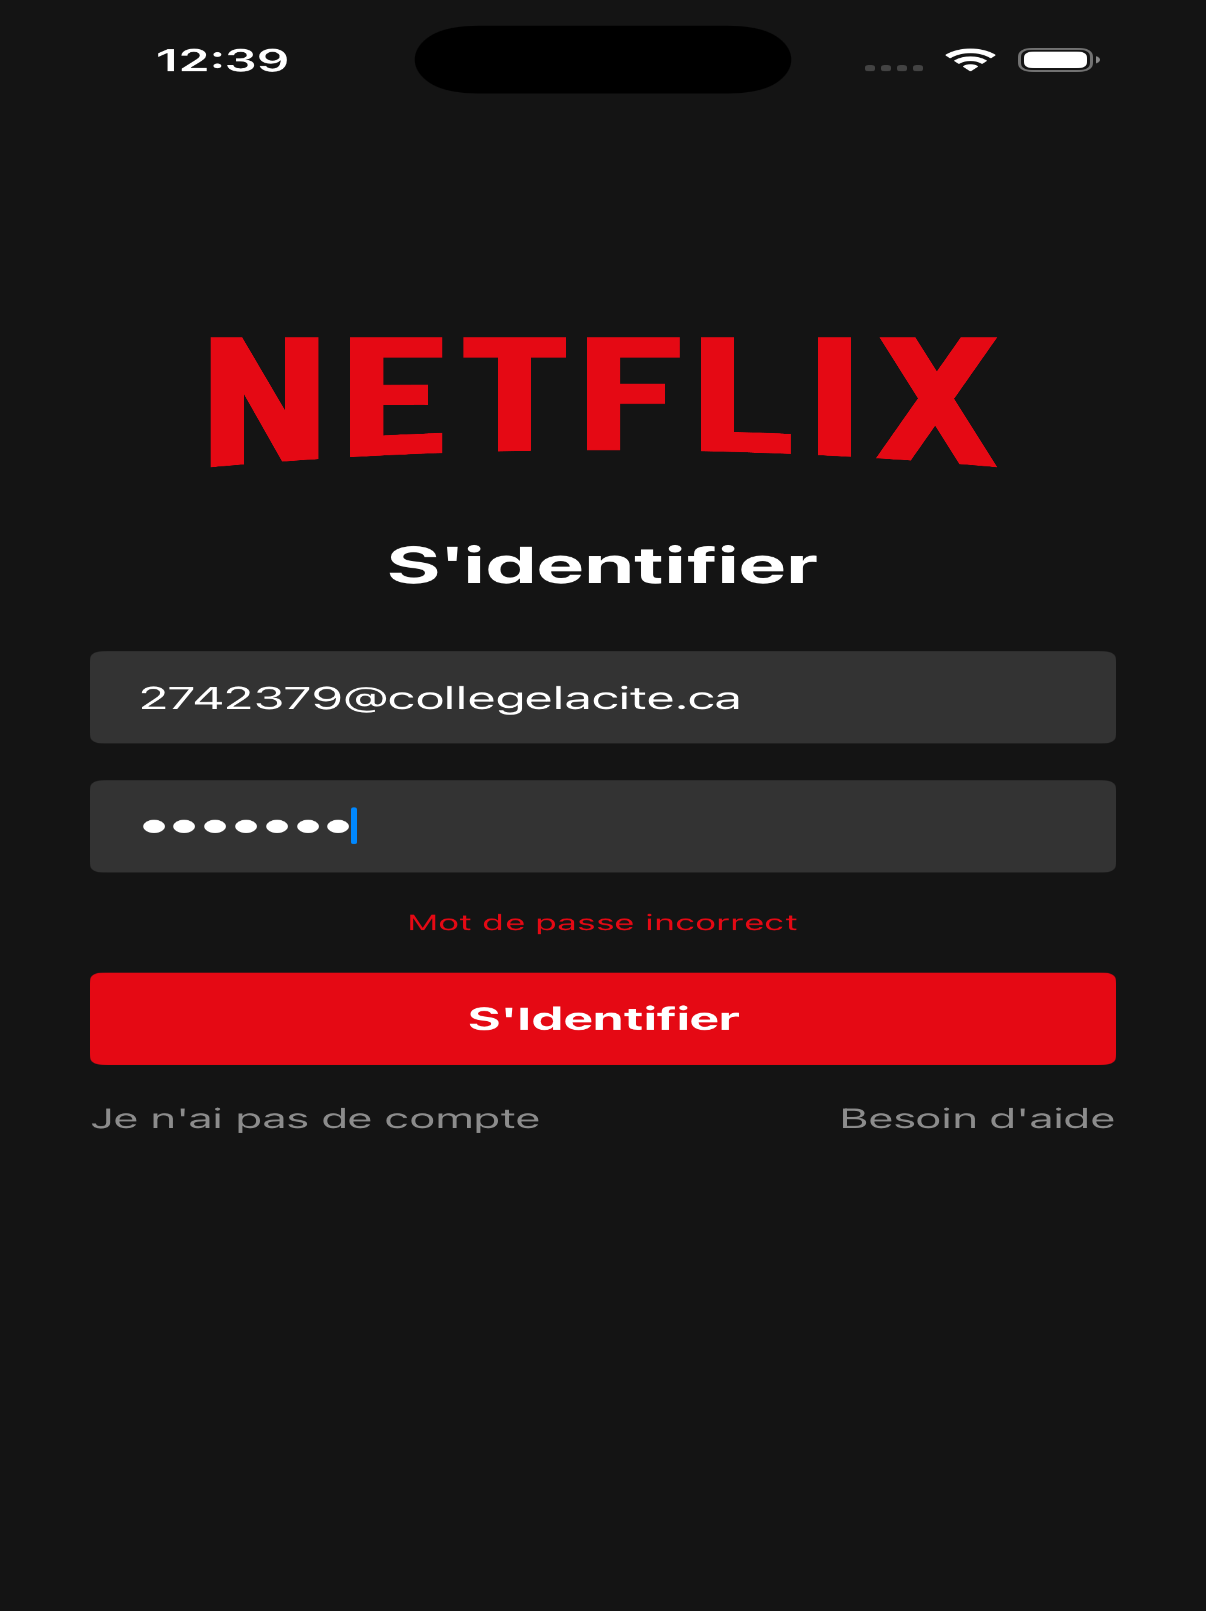 12:39
NETFLIX
S'identifier
2742379@collegelacite.ca
•••••••
Mot de passe incorrect
S'Identifier
Je n'ai pas de compte
Besoin d'aide